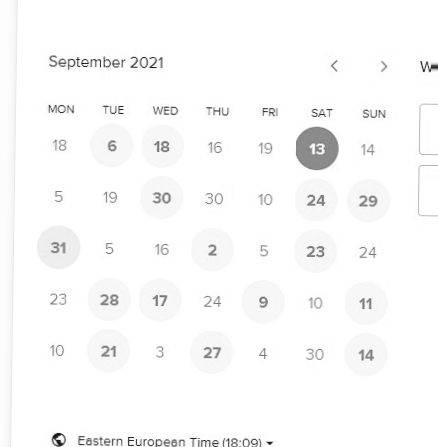 September 2021
MON TUE WED THU FRI SAT SUN
18 6 18 16 19 13 14
5 19 30 30 10 24 29
31 5 16 2 5 23 24
23 28 17 24 9 10 11
10 21 3 27 4 30 14
Eastern European Time (18:09)